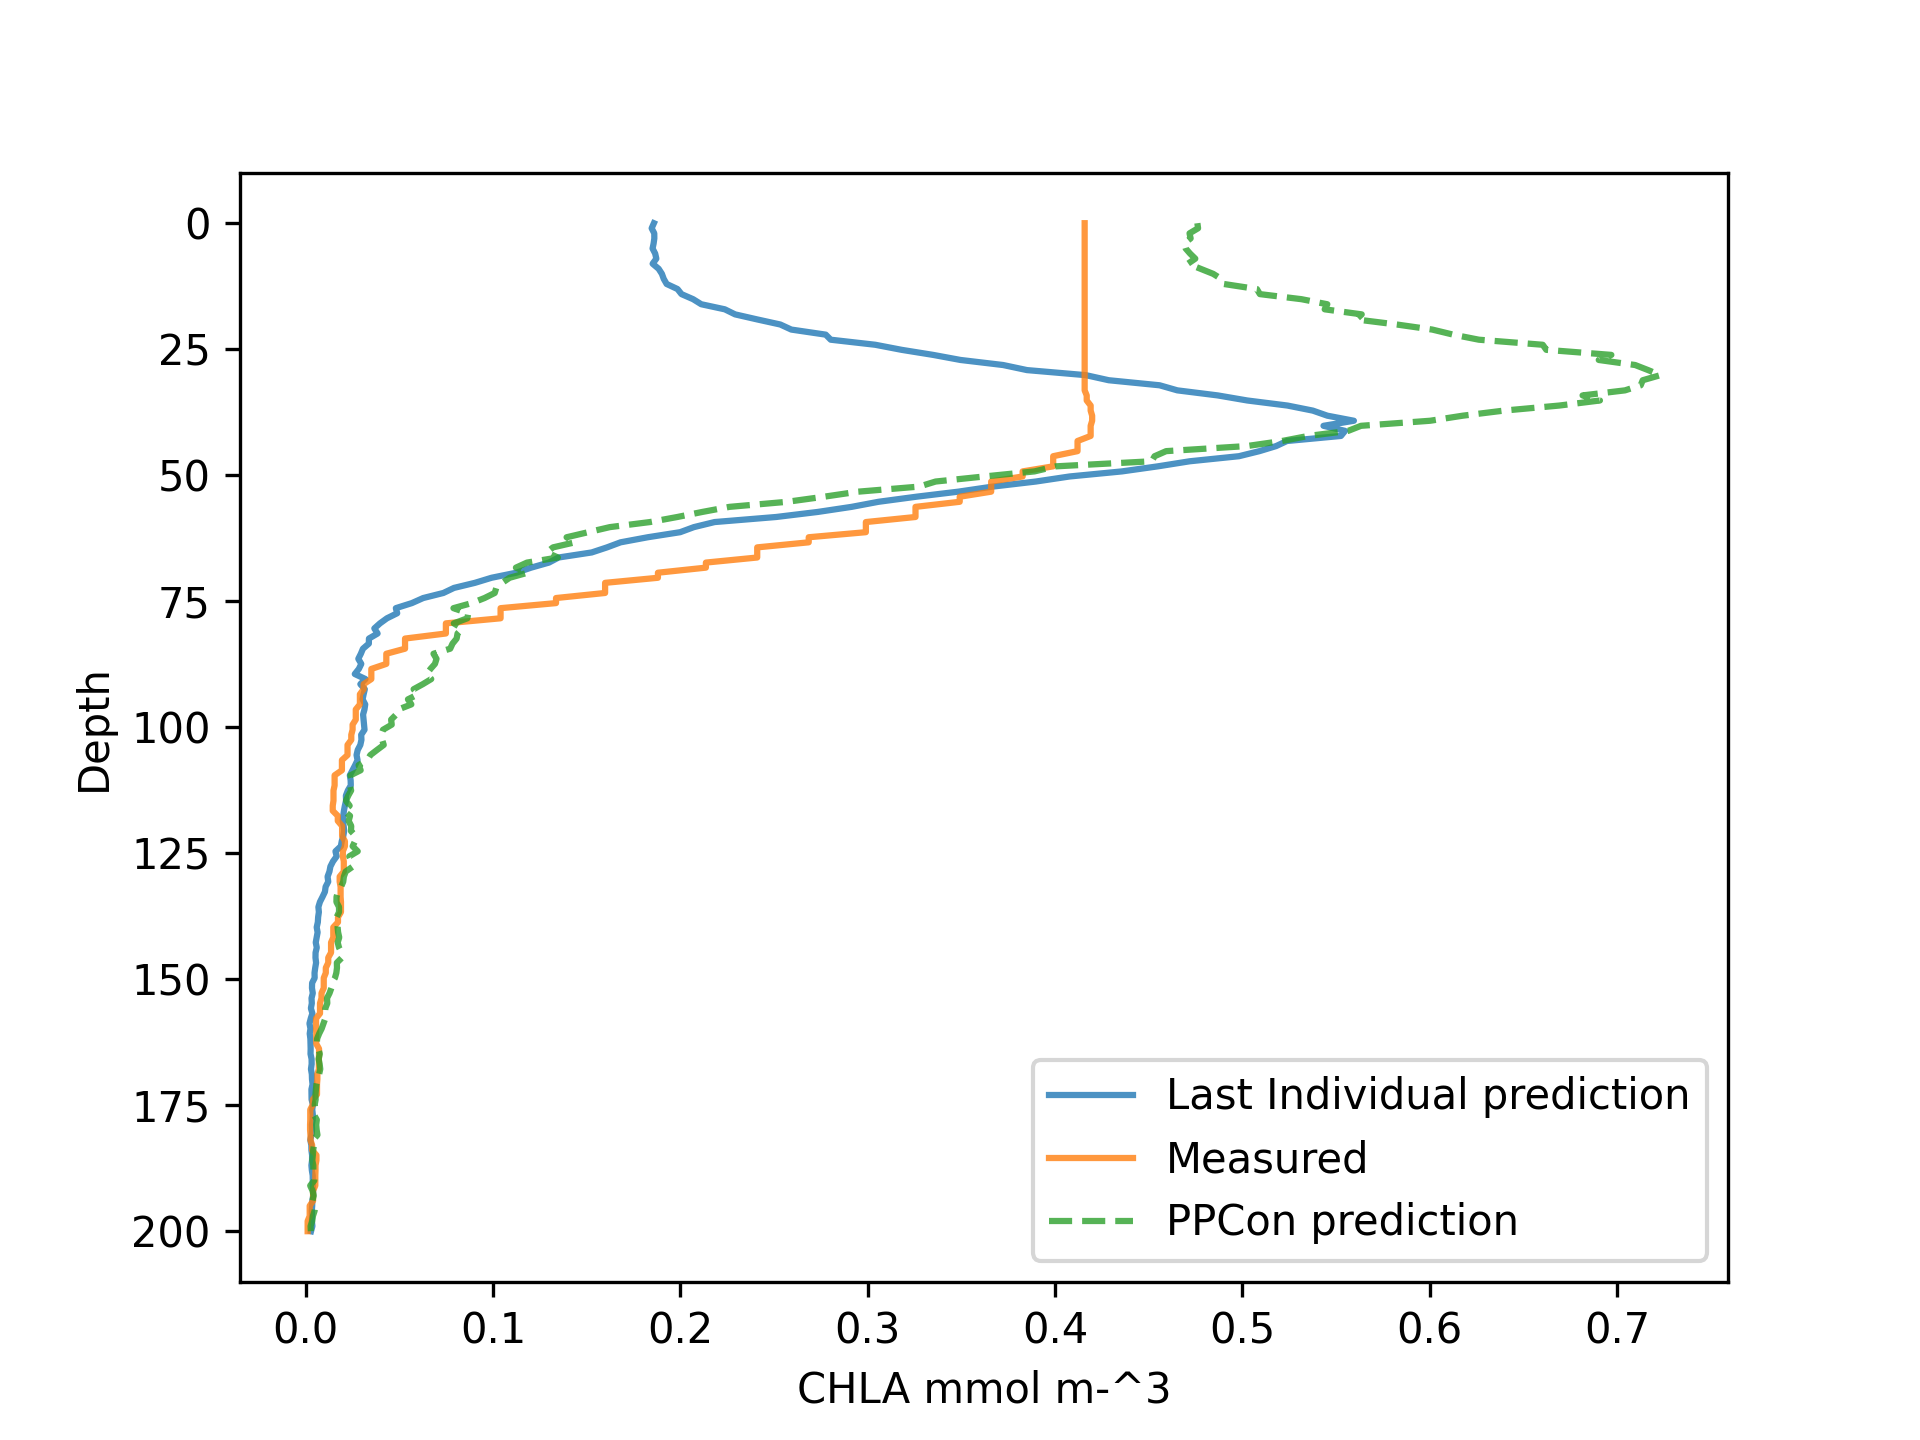 0
25
50
75
100
125
150
175
200
Depth
0.0 0.1 0.2 0.3 0.4 0.5 0.6 0.7
CHLA mmol m-^3
Last Individual prediction
Measured
PPCon prediction